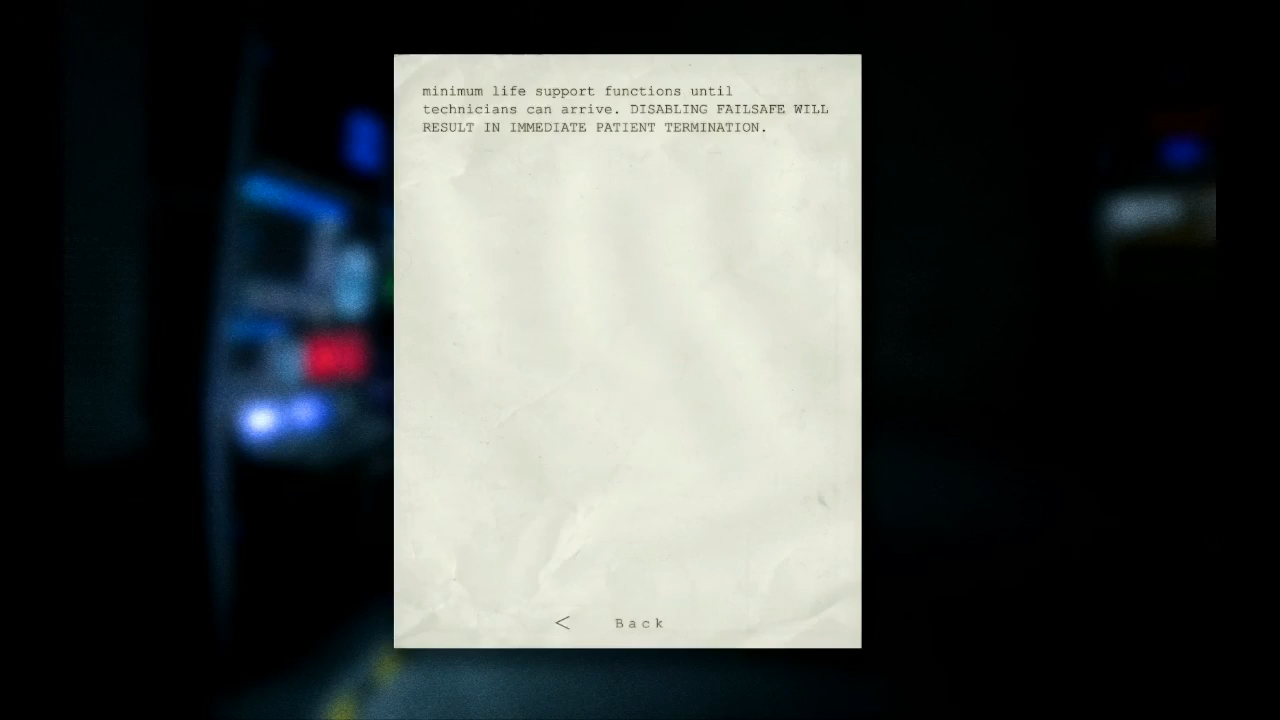 minimum life support functions until
technicians can arrive. DISABLING FAILSAFE WILL
RESULT IN IMMEDIATE PATIENT TERMINATION.
< Back